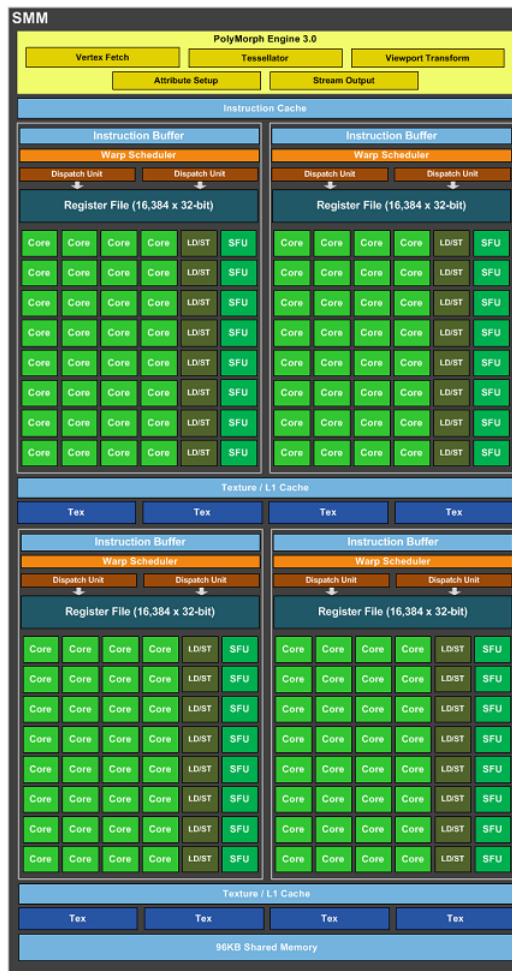 SMM
PolyMorph Engine 3.0
Vertex Fetch Tessellator Viewport Transform
Attribute Setup Stream Output
Instruction Cache
Instruction Buffer Instruction Buffer
Warp Scheduler Warp Scheduler
Dispatch Unit Dispatch Unit Dispatch Unit Dispatch Unit
Register File (16,384 x 32-bit) Register File (16,384 x 32-bit)
Core Core Core Core LD/ST SFU Core Core Core Core LD/ST SFU
Core Core Core Core LD/ST SFU Core Core Core Core LD/ST SFU
Core Core Core Core LD/ST SFU Core Core Core Core LD/ST SFU
Core Core Core Core LD/ST SFU Core Core Core Core LD/ST SFU
Core Core Core Core LD/ST SFU Core Core Core Core LD/ST SFU
Core Core Core Core LD/ST SFU Core Core Core Core LD/ST SFU
Core Core Core Core LD/ST SFU Core Core Core Core LD/ST SFU
Core Core Core Core LD/ST SFU Core Core Core Core LD/ST SFU
Texture / L1 Cache
Tex Tex Tex Tex
Instruction Buffer Instruction Buffer
Warp Scheduler Warp Scheduler
Dispatch Unit Dispatch Unit Dispatch Unit Dispatch Unit
Register File (16,384 x 32-bit) Register File (16,384 x 32-bit)
Core Core Core Core LD/ST SFU Core Core Core Core LD/ST SFU
Core Core Core Core LD/ST SFU Core Core Core Core LD/ST SFU
Core Core Core Core LD/ST SFU Core Core Core Core LD/ST SFU
Core Core Core Core LD/ST SFU Core Core Core Core LD/ST SFU
Core Core Core Core LD/ST SFU Core Core Core Core LD/ST SFU
Core Core Core Core LD/ST SFU Core Core Core Core LD/ST SFU
Core Core Core Core LD/ST SFU Core Core Core Core LD/ST SFU
Core Core Core Core LD/ST SFU Core Core Core Core LD/ST SFU
Texture / L1 Cache
Tex Tex Tex Tex
96KB Shared Memory